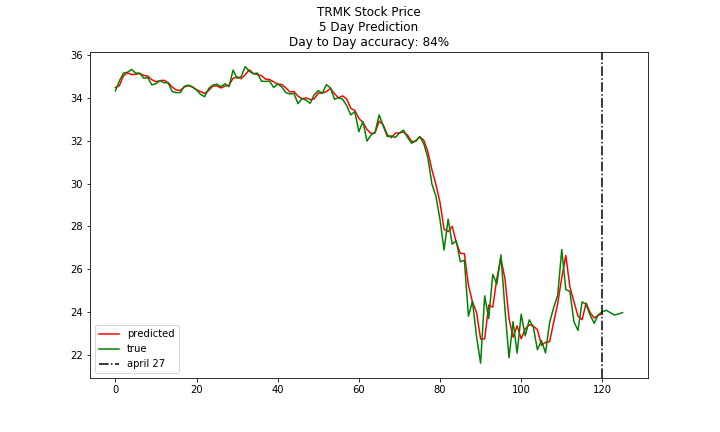 TRMK Stock Price
5 Day Prediction
Day to Day accuracy: 84%
36
34
32
30
28
26
24
22
predicted
true
april 27
0 20 40 60 80 100 120